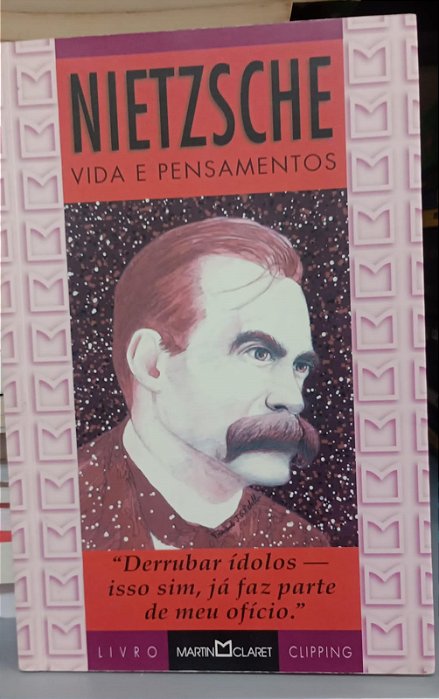 NIETZSCHE
VIDA E PENSAMENTOS
“Derrubar ídolos —
isso sim, já faz parte
de meu ofício.”
LIVRO MARTIN CLARET CLIPPING